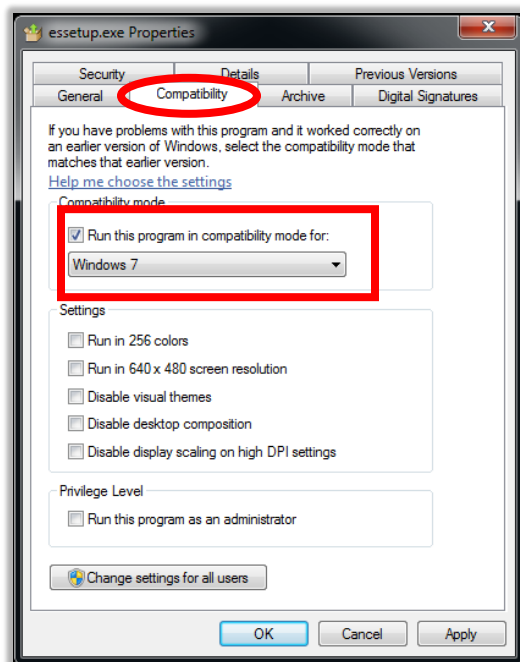 essetup.exe Properties
Security Details Previous Versions
General Compatibility Archive Digital Signatures
If you have problems with this program and it worked correctly on
an earlier version of Windows, select the compatibility mode that
matches that earlier version.
Help me choose the settings
Compatibility mode
Run this program in compatibility mode for:
Windows 7
Settings
Run in 256 colors
Run in 640 x 480 screen resolution
Disable visual themes
Disable desktop composition
Disable display scaling on high DPI settings
Privilege Level
Run this program as an administrator
Change settings for all users
OK Cancel Apply